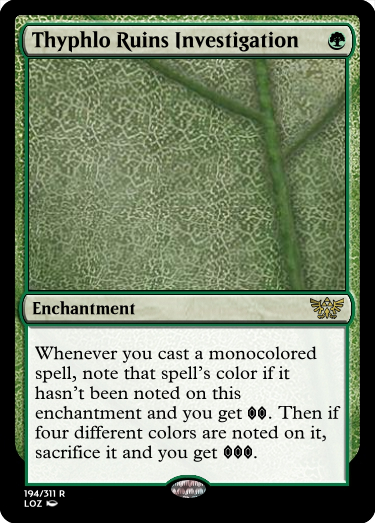 Thyphlo Ruins Investigation
Enchantment
Whenever you cast a monocolored
spell, note that spell's color if it
hasn't been noted on this
enchantment and you get . Then if
four different colors are noted on it,
sacrifice it and you get .
194/311 R
LOZ